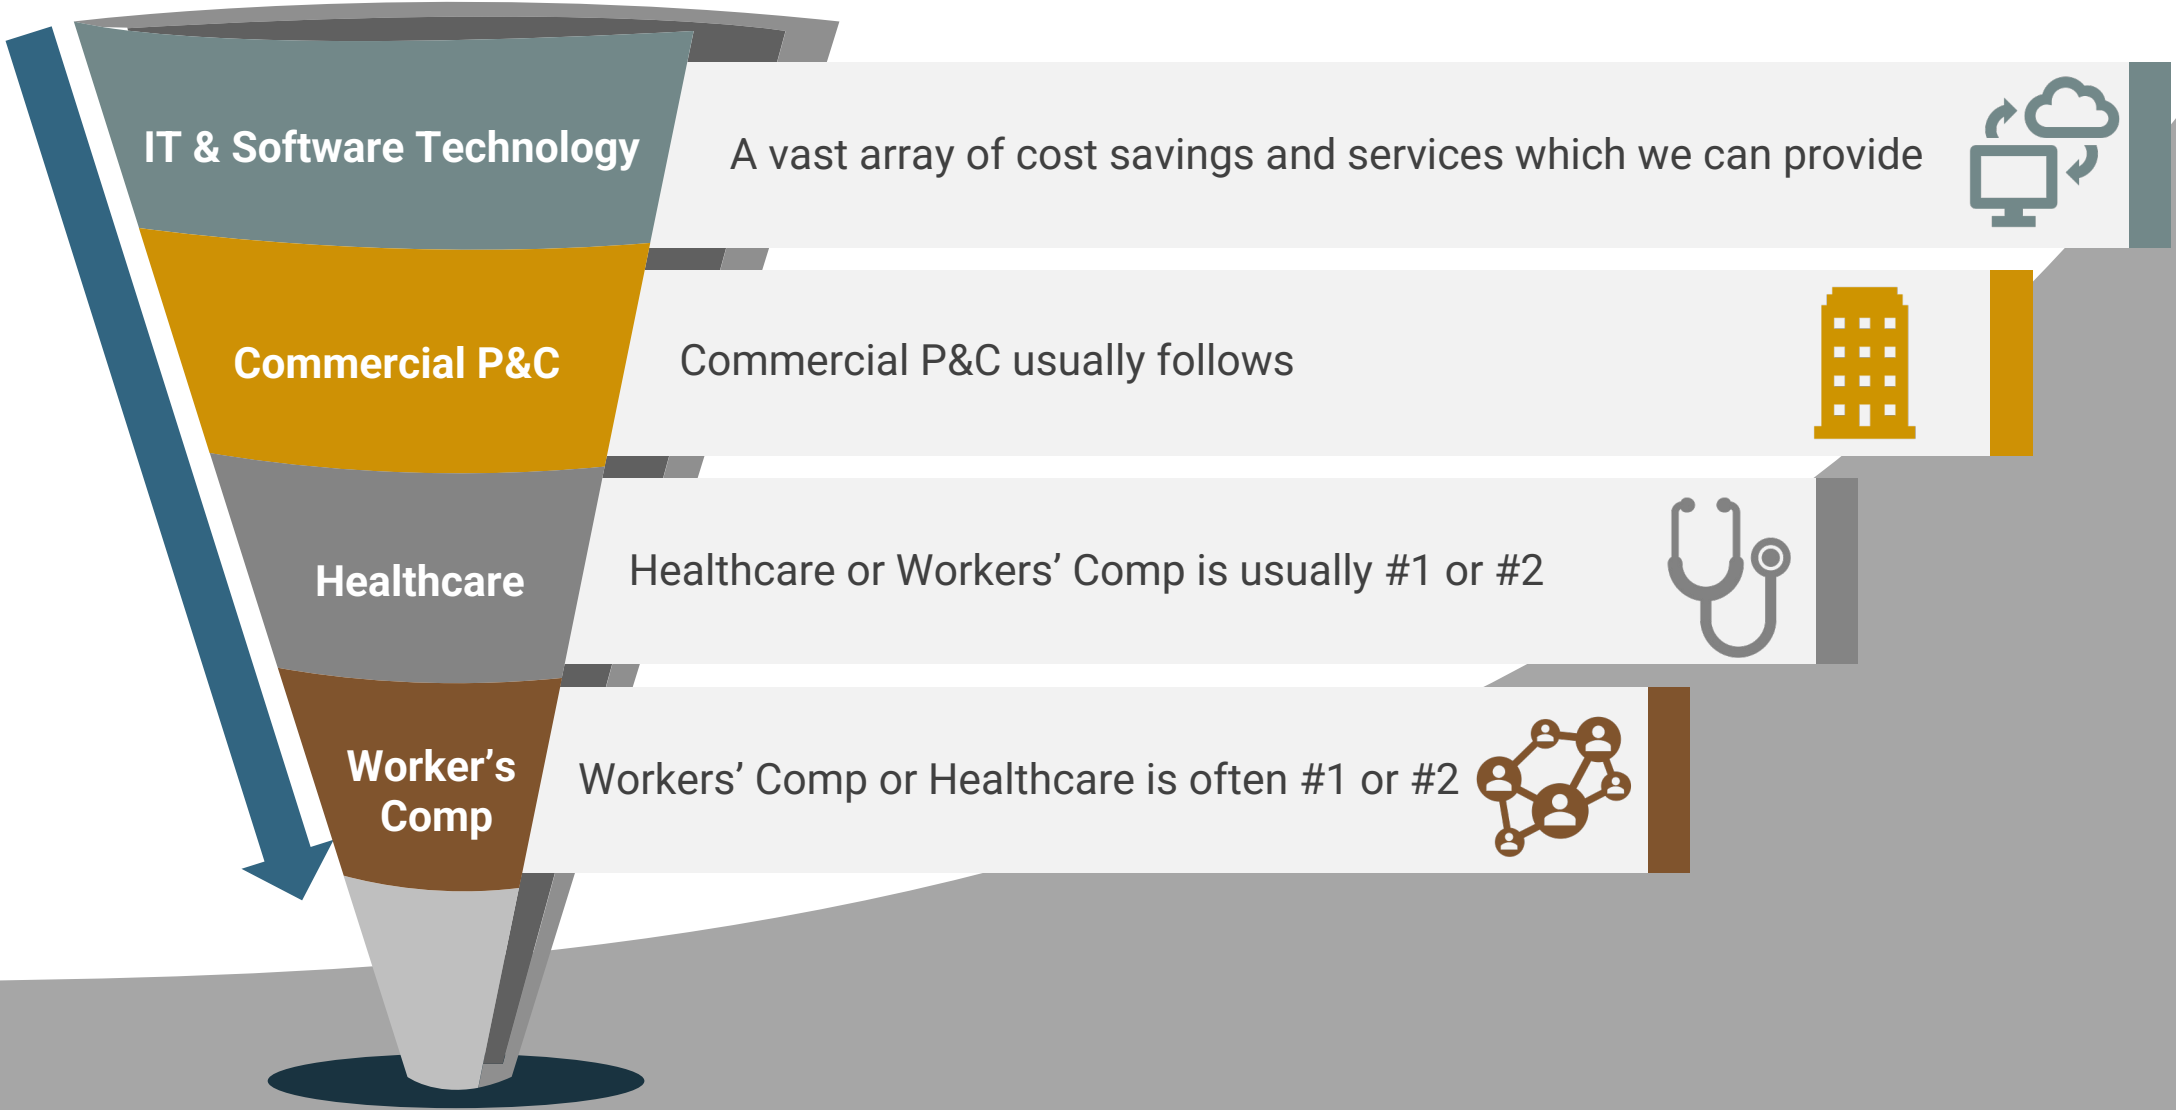 IT & Software Technology
A vast array of cost savings and services which we can provide
Commercial P&C
Commercial P&C usually follows
Healthcare
Healthcare or Workers’ Comp is usually #1 or #2
Worker’s
Comp
Workers’ Comp or Healthcare is often #1 or #2